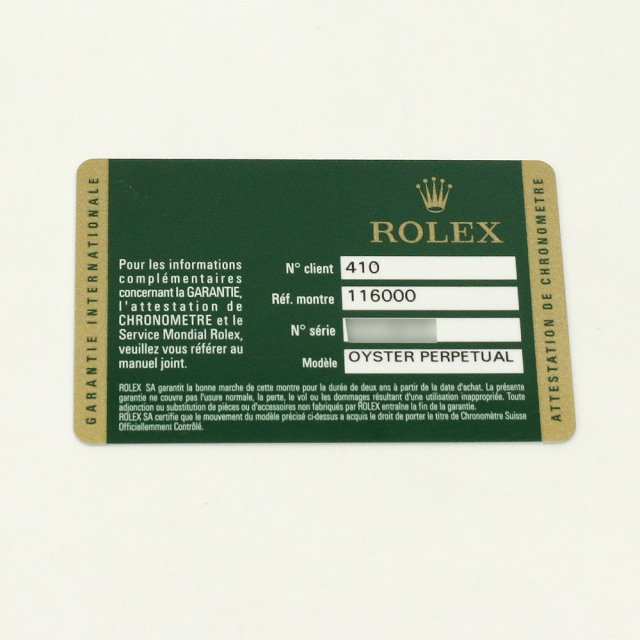 GARANTIE INTERNATIONALE
ROLEX
Pour les informations
complémentaires
concernant la GARANTIE,
l'attestation de
CHRONOMETRE et le
Service Mondial Rolex,
veuillez vous référer au
manuel joint.
N° client 410
Réf. montre 116000
N° série
Modèle OYSTER PERPETUAL
ROLEX SA garantit la bonne marche de cette montre pour la durée de deux ans à partir de la date d'achat. La présente
garantie ne couvre pas l'usure normale, la perte, le vol ou les dommages résultant d'une utilisation inappropriée. Toute
adjonction ou substitution de pièces ou d'accessoires non fabriqués par ROLEX entraîne la fin de la garantie.
ROLEX SA certifie que le mouvement du modèle précisé ci-dessus a acquis le droit de porter le titre de Chronomètre Suisse
Officiellement Contrôlé.
ATTESTATION DE CHRONOMETRE